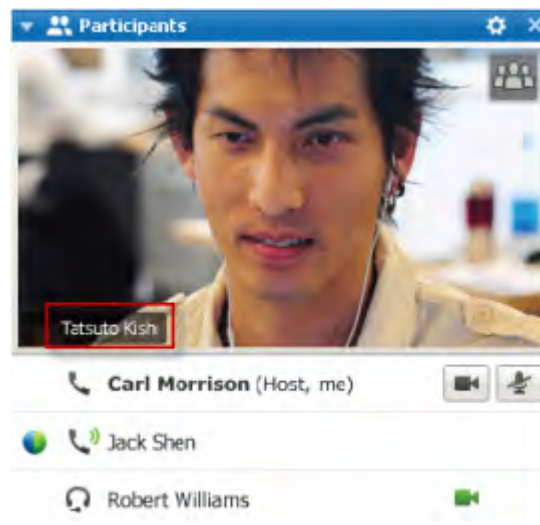 Participants
Tatsuto Kish
Carl Morrison (Host, me)
Jack Shen
Robert Williams